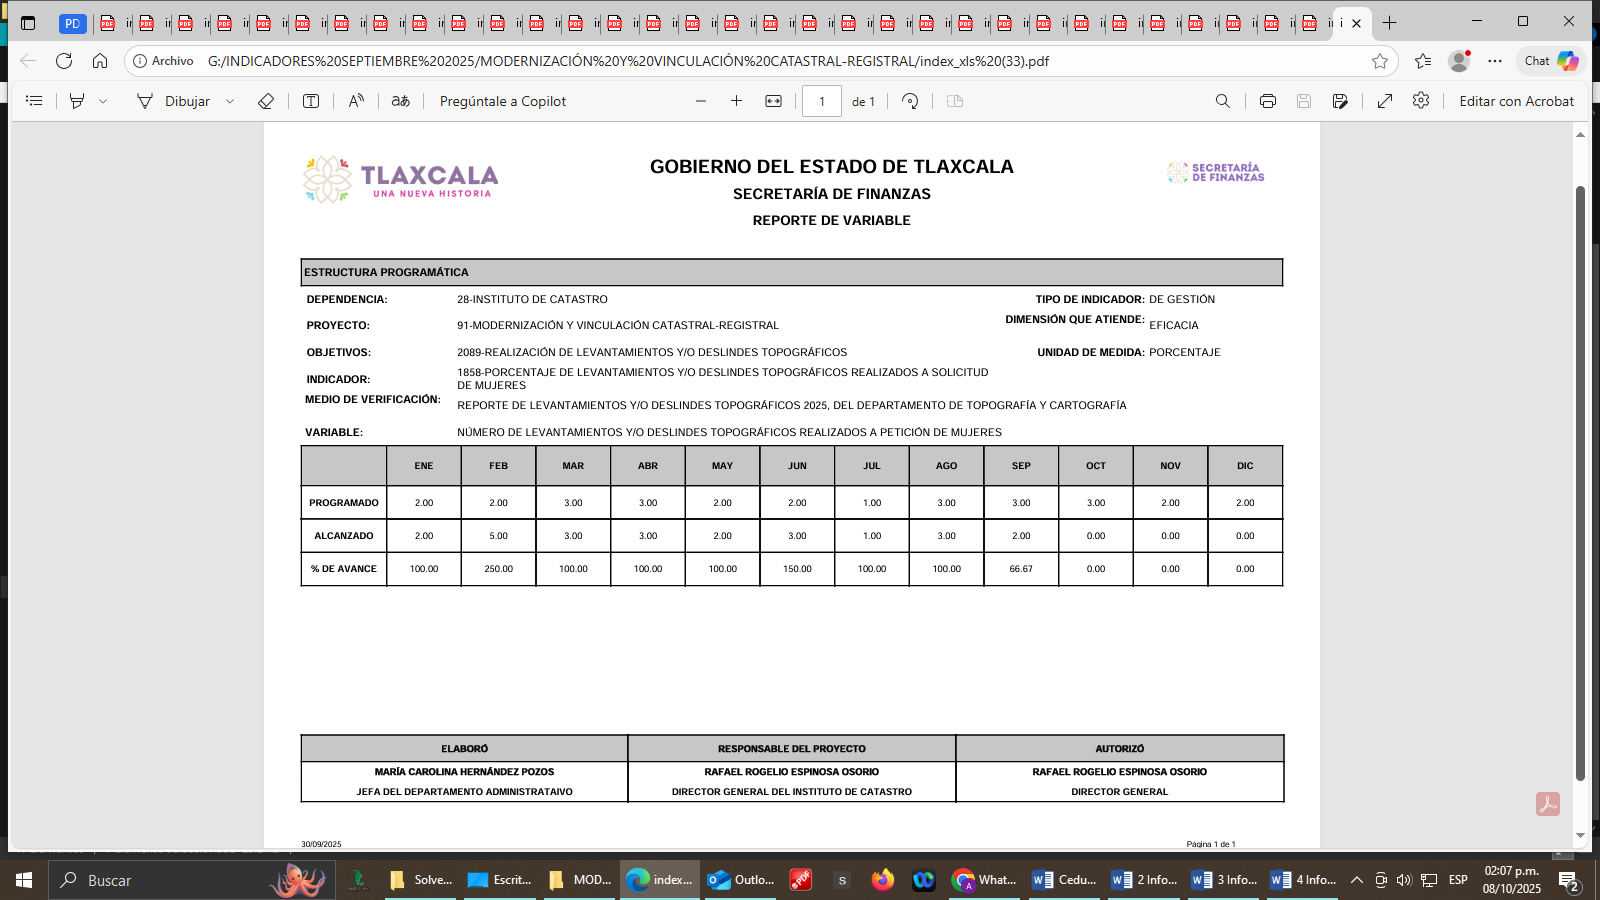 PD
Archivo G:/INDICADORES%20SEPTIEMBRE%202025/MODERNIZACIÓN%20Y%20VINCULACIÓN%20CATASTRAL-REGISTRAL/index_xls%20(33).pdf
Chat
Dibujar
Pregúntale a Copilot
1 de 1
Editar con Acrobat
TLAXCALA
UNA NUEVA HISTORIA
GOBIERNO DEL ESTADO DE TLAXCALA
SECRETARÍA DE FINANZAS
REPORTE DE VARIABLE
SECRETARÍA
DE FINANZAS
ESTRUCTURA PROGRAMÁTICA
DEPENDENCIA: 28-INSTITUTO DE CATASTRO TIPO DE INDICADOR: DE GESTIÓN
PROYECTO: 91-MODERNIZACIÓN Y VINCULACIÓN CATASTRAL-REGISTRAL DIMENSIÓN QUE ATIENDE: EFICACIA
OBJETIVOS: 2089-REALIZACIÓN DE LEVANTAMIENTOS Y/O DESLINDES TOPOGRÁFICOS UNIDAD DE MEDIDA: PORCENTAJE
INDICADOR: 1858-PORCENTAJE DE LEVANTAMIENTOS Y/O DESLINDES TOPOGRÁFICOS REALIZADOS A SOLICITUD
DE MUJERES
MEDIO DE VERIFICACIÓN: REPORTE DE LEVANTAMIENTOS Y/O DESLINDES TOPOGRÁFICOS 2025, DEL DEPARTAMENTO DE TOPOGRAFÍA Y CARTOGRAFÍA
VARIABLE: NÚMERO DE LEVANTAMIENTOS Y/O DESLINDES TOPOGRÁFICOS REALIZADOS A PETICIÓN DE MUJERES
ENE FEB MAR ABR MAY JUN JUL AGO SEP OCT NOV DIC
PROGRAMADO 2.00 2.00 3.00 3.00 2.00 2.00 1.00 3.00 3.00 3.00 2.00 2.00
ALCANZADO 2.00 5.00 3.00 3.00 2.00 3.00 1.00 3.00 2.00 0.00 0.00 0.00
% DE AVANCE 100.00 250.00 100.00 100.00 100.00 150.00 100.00 100.00 66.67 0.00 0.00 0.00
ELABORÓ RESPONSABLE DEL PROYECTO AUTORIZÓ
MARÍA CAROLINA HERNÁNDEZ POZOS RAFAEL ROGELIO ESPINOSA OSORIO RAFAEL ROGELIO ESPINOSA OSORIO
JEFA DEL DEPARTAMENTO ADMINISTRATAIVO DIRECTOR GENERAL DEL INSTITUTO DE CATASTRO DIRECTOR GENERAL
30/09/2025 Página 1 de 1
Buscar Solve... Escrit... MOD... index... Outlo... What... Cedu... 2 Info... 3 Info... 4 Info... ESP
02:07 p.m.
08/10/2025
2